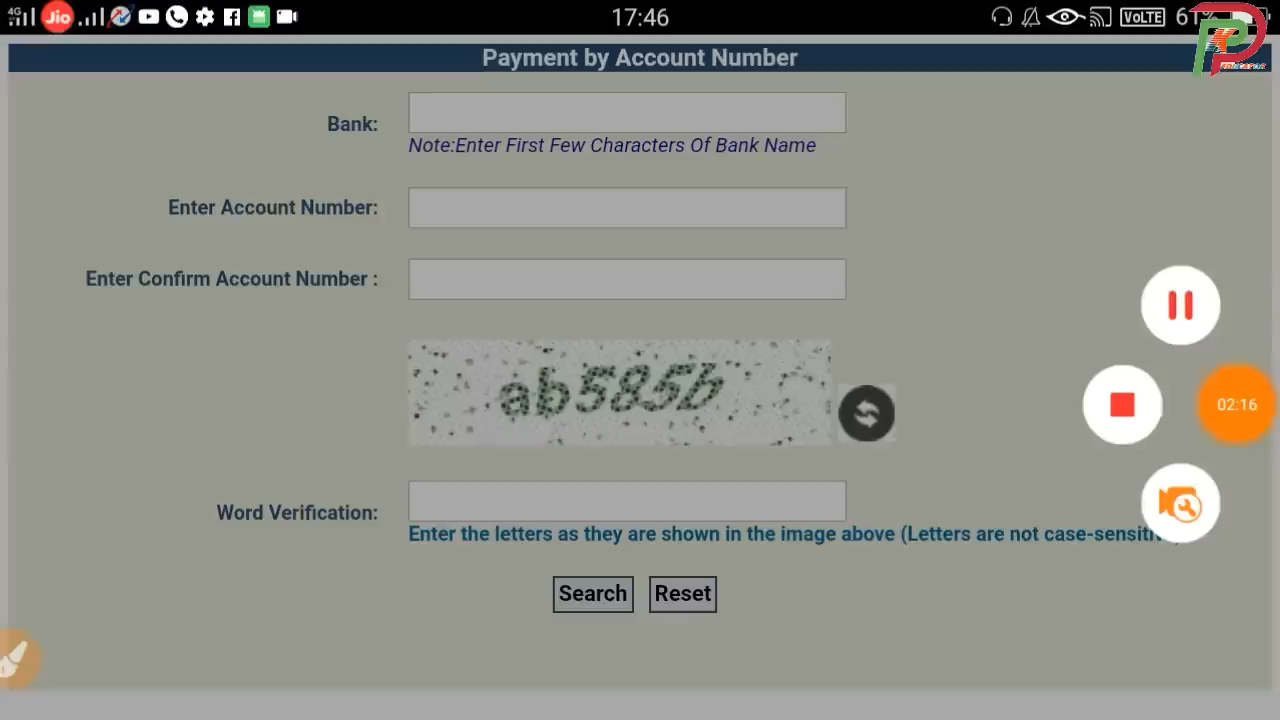 4G Jio 17:46 VoLTE
Payment by Account Number
Bank:
Note:Enter First Few Characters Of Bank Name
Enter Account Number:
Enter Confirm Account Number :
ab585b
02:16
Word Verification:
Enter the letters as they are shown in the image above (Letters are not
Search Reset